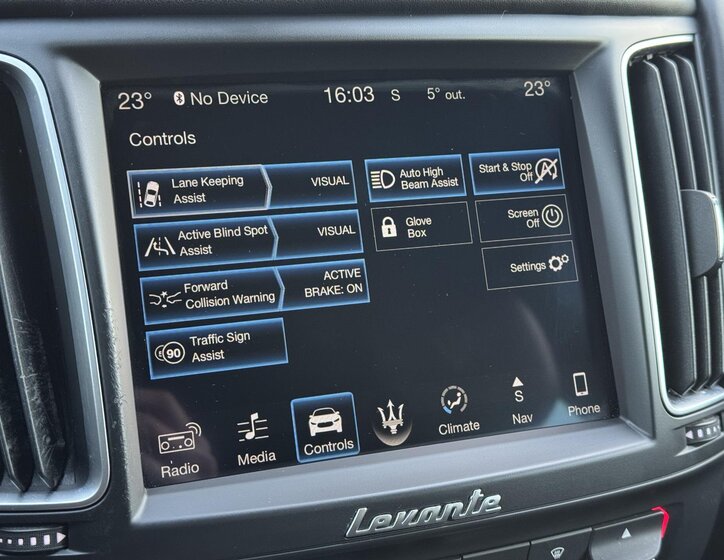 23° No Device 16:03 S 5° out. 23°
Controls
Lane Keeping
Assist
VISUAL
Auto High
Beam Assist
Start & Stop
Off
Active Blind Spot
Assist
VISUAL
Glove
Box
Screen
Off
Forward
Collision Warning
ACTIVE
BRAKE: ON
Settings
90
Traffic Sign
Assist
Radio
Media
Controls
Climate
S
Nav
Phone
Levante